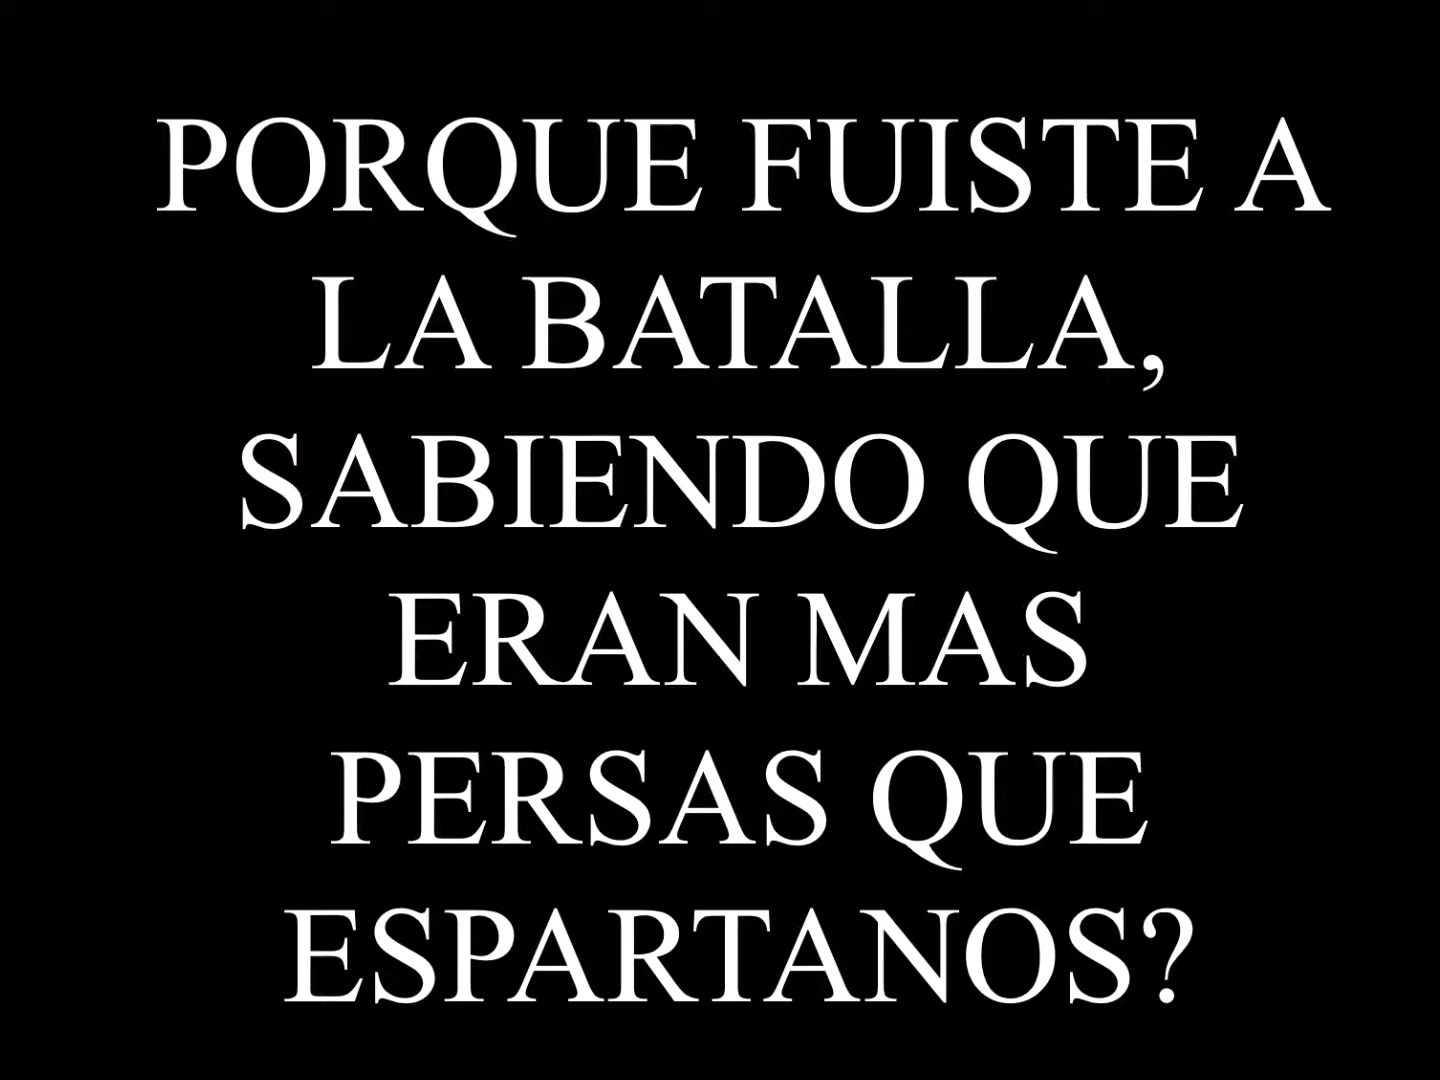 PORQUE FUISTE A
LA BATALLA,
SABIENDO QUE
ERAN MAS
PERSAS QUE
ESPARTANOS?